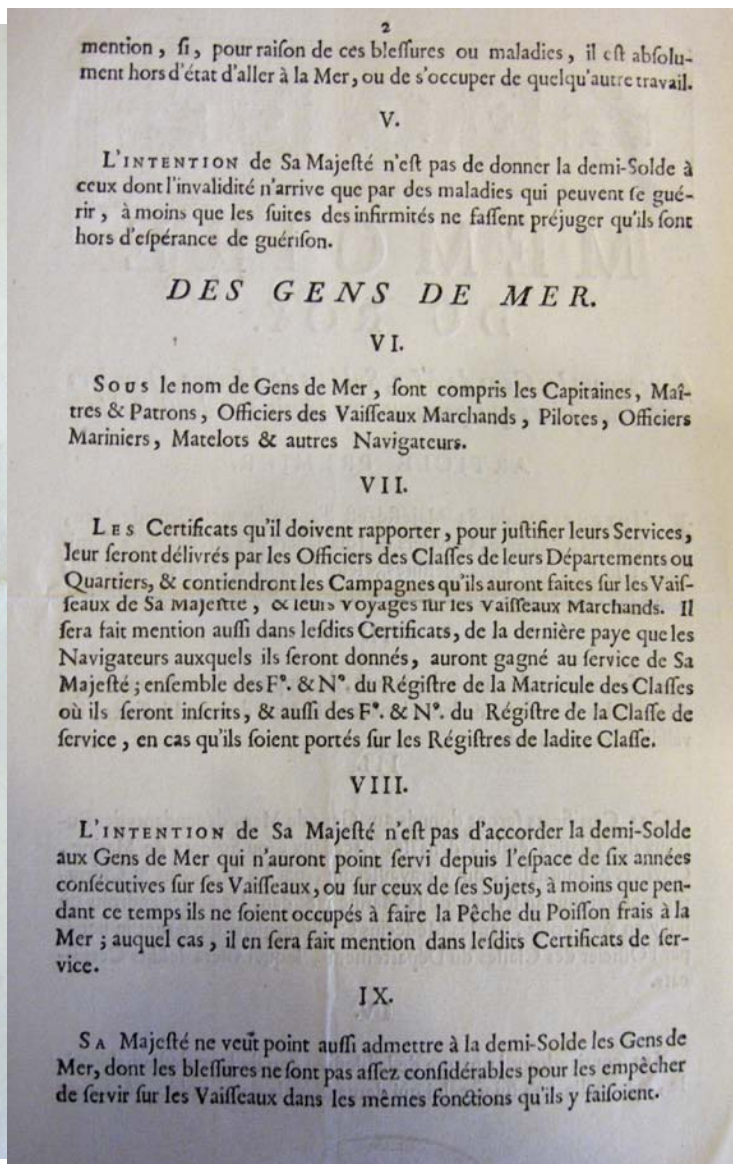 2
mention, ſi, pour raiſon de ces bleſſures ou maladies, il eſt abſolu-
ment hors d'état d'aller à la Mer, ou de s'occuper de quelqu'autre travail.
V.
L'INTENTION de Sa Majeſté n'eſt pas de donner la demi-Solde à
ceux dont l'invalidité n'arrive que par des maladies qui peuvent ſe gué-
rir, à moins que les ſuites des infirmités ne faſſent préjuger qu'ils ſont
hors d'eſpérance de guériſon.
DES GENS DE MER.
VI.
SOUS le nom de Gens de Mer, ſont compris les Capitaines, Maî-
tres & Patrons, Officiers des Vaiſſeaux Marchands, Pilotes, Officiers
Mariniers, Matelots & autres Navigateurs.
VII.
LES Certificats qu'il doivent rapporter, pour juſtifier leurs Services,
leur ſeront délivrés par les Officiers des Claſſes de leurs Départements ou
Quartiers, & contiendront les Campagnes qu'ils auront faites ſur les Vaiſ-
ſeaux de Sa Majeſtte, & leurs Voyages ſur les Vaiſſeaux Marchands. Il
ſera fait mention auſſi dans leſdits Certificats, de la dernière paye que les
Navigateurs auxquels ils ſeront donnés, auront gagné au ſervice de Sa
Majeſté; enſemble des F°. & N° du Régiſtre de la Matricule des Claſſes
où ils ſeront inſcrits, & auſſi des F°. & N°. du Régiſtre de la Claſſe de
ſervice, en cas qu'ils ſoient portés ſur les Régiſtres de ladite Claſſe.
VIII.
L'INTENTION de Sa Majeſté n'eſt pas d'accorder la demi-Solde
aux Gens de Mer qui n'auront point ſervi depuis l'eſpace de ſix années
conſécutives ſur ſes Vaiſſeaux, ou ſur ceux de ſes Sujets, à moins que pen-
dant ce temps ils ne ſoient occupés à faire la Pêche du Poiſſon frais à la
Mer; auquel cas, il en ſera fait mention dans leſdits Certificats de ſer-
vice.
IX.
SA Majeſté ne veût point auſſi admettre à la demi-Solde les Gens de
Mer, dont les bleſſures ne ſont pas aſſez conſidérables pour les empêcher
de ſervir ſur les Vaiſſeaux dans les mêmes fonctions qu'ils y faiſoient.